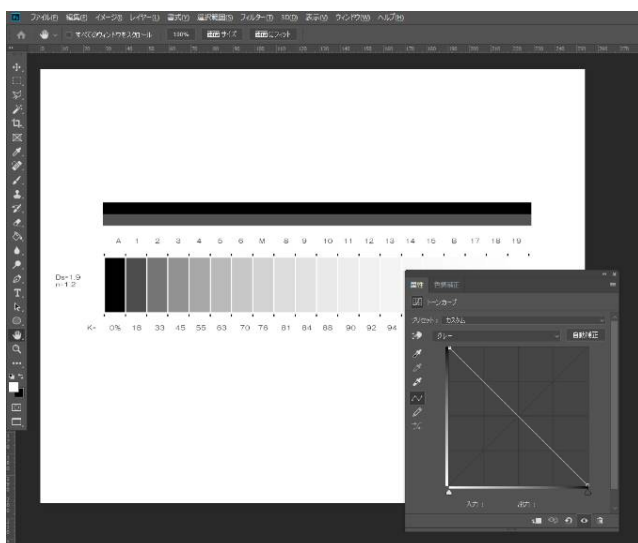 Ps ファイル(F) 編集(E) イメージ(I) レイヤー(L) 書式(Y) 選択範囲(S) フィルター(T) 3D(D) 表示(V) ウィンドウ(W) ヘルプ(H)
すべてのウィンドウをスクロール 100% 画面サイズ 画面にフィット
A 1 2 3 4 5 6 M 8 9 10 11 12 13 14 15 B 17 18 19
Ds=1.9
n=1.2
K= 0% 18 33 45 55 63 70 76 81 84 88 90 92 94
属性 色調補正
トーンカーブ
プリセット: カスタム
グレー 自動補正
入力: 出力: